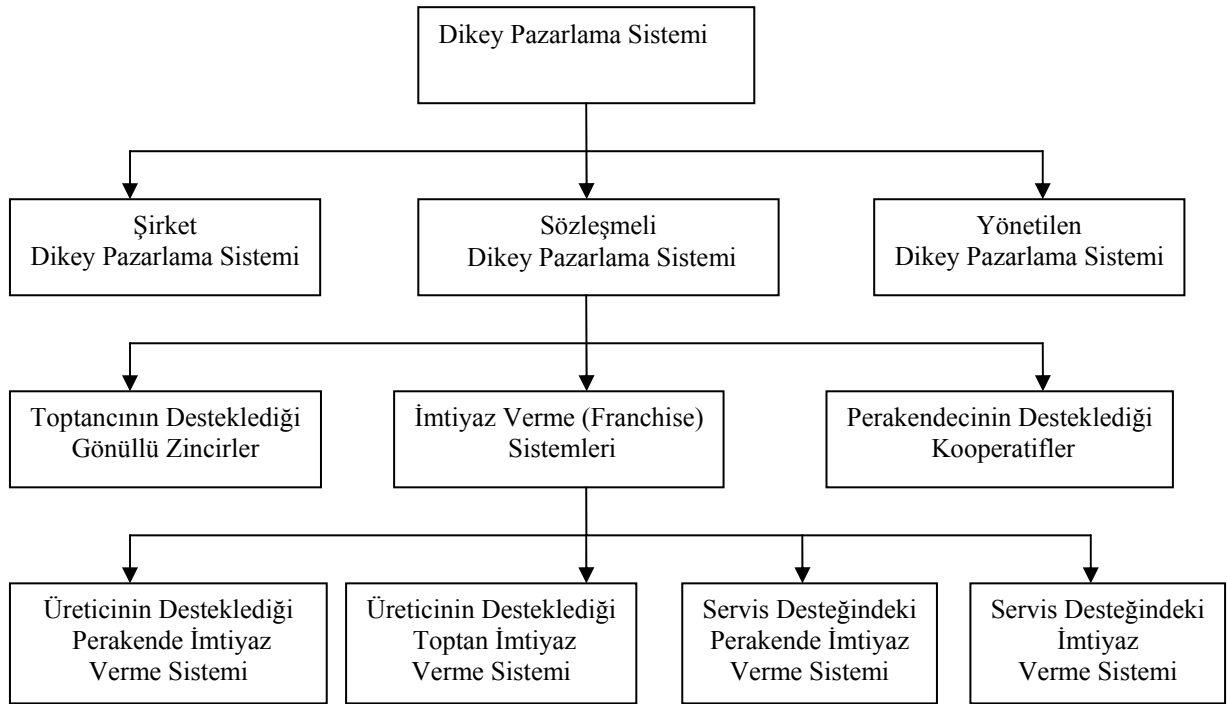 Dikey Pazarlama Sistemi
Şirket
Dikey Pazarlama Sistemi
Sözleşmeli
Dikey Pazarlama Sistemi
Yönetilen
Dikey Pazarlama Sistemi
Toptancının Desteklediği
Gönüllü Zincirler
İmtiyaz Verme (Franchise)
Sistemleri
Perakendecinin Desteklediği
Kooperatifler
Üreticinin Desteklediği
Perakende İmtiyaz
Verme Sistemi
Üreticinin Desteklediği
Toptan İmtiyaz
Verme Sistemi
Servis Desteğindeki
Perakende İmtiyaz
Verme Sistemi
Servis Desteğindeki
İmtiyaz
Verme Sistemi